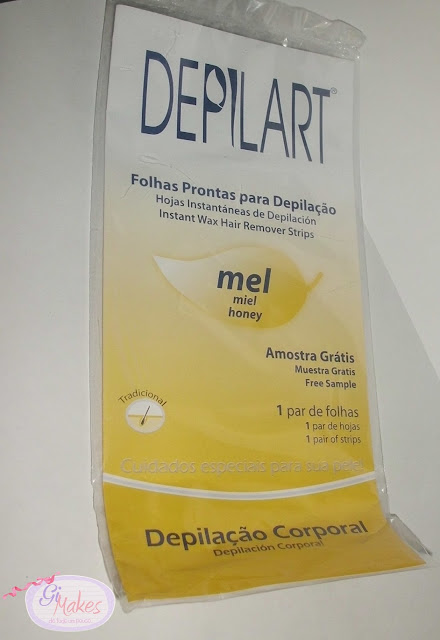 DEPILART®
Folhas Prontas para Depilação
Hojas Instantáneas de Depilación
Instant Wax Hair Remover Strips
mel
miel
honey
Amostra Grátis
Muestra Gratis
Free Sample
Tradicional
1 par de folhas
1 par de hojas
1 pair of strips
Cuidados especiais para sua pele
Depilação Corporal
Depilación Corporal
Gi
Makes